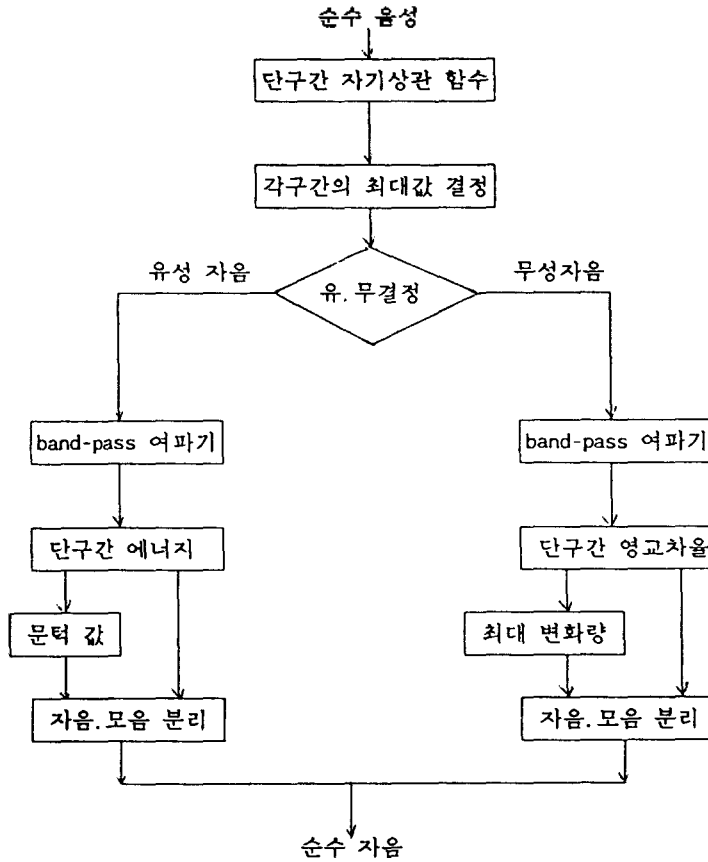 순수 음성
단구간 자기상관 함수
각구간의 최대값 결정
유성 자음
무성자음
유. 무결정
band-pass 여파기
band-pass 여파기
단구간 에너지
단구간 영교차율
문턱 값
최대 변화량
자음.모음 분리
자음.모음 분리
순수 자음